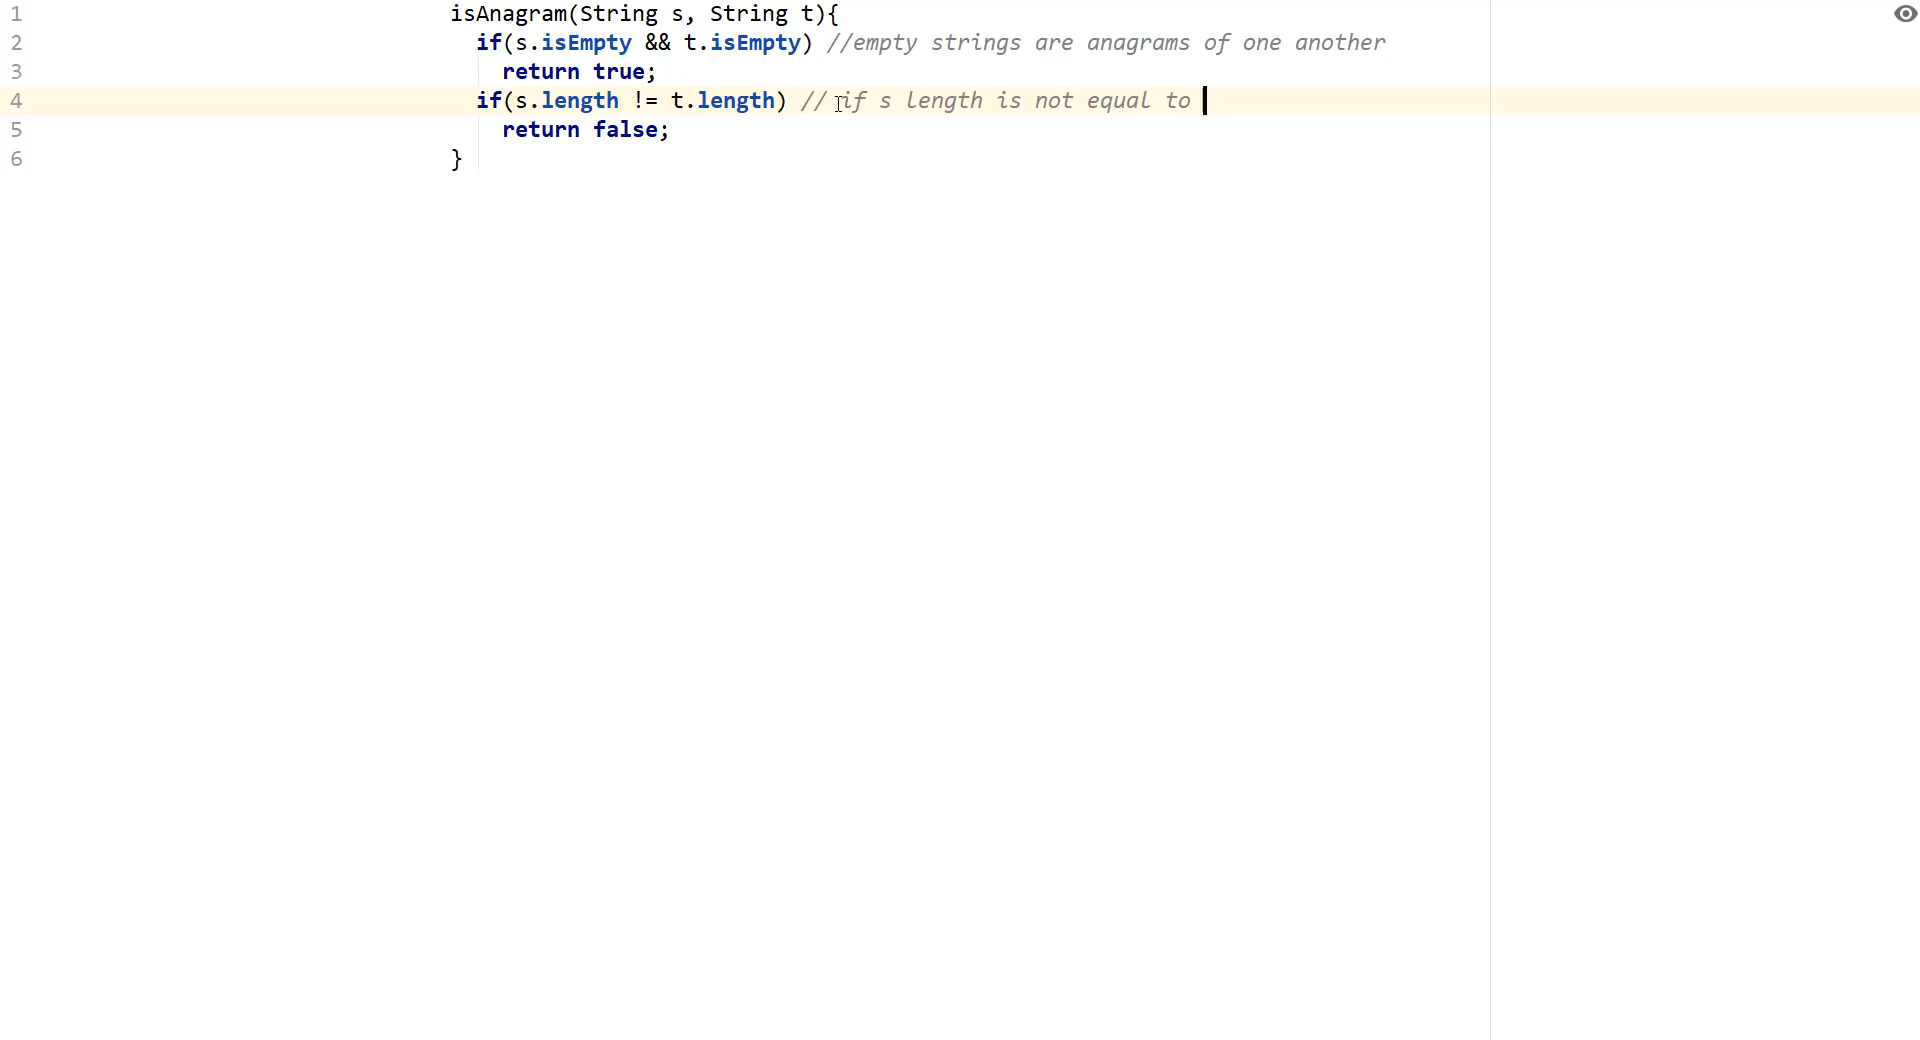 1 isAnagram(String s, String t){
2 if(s.isEmpty && t.isEmpty) //empty strings are anagrams of one another
3 return true;
4 if(s.length != t.length) // if s length is not equal to
5 return false;
6 }